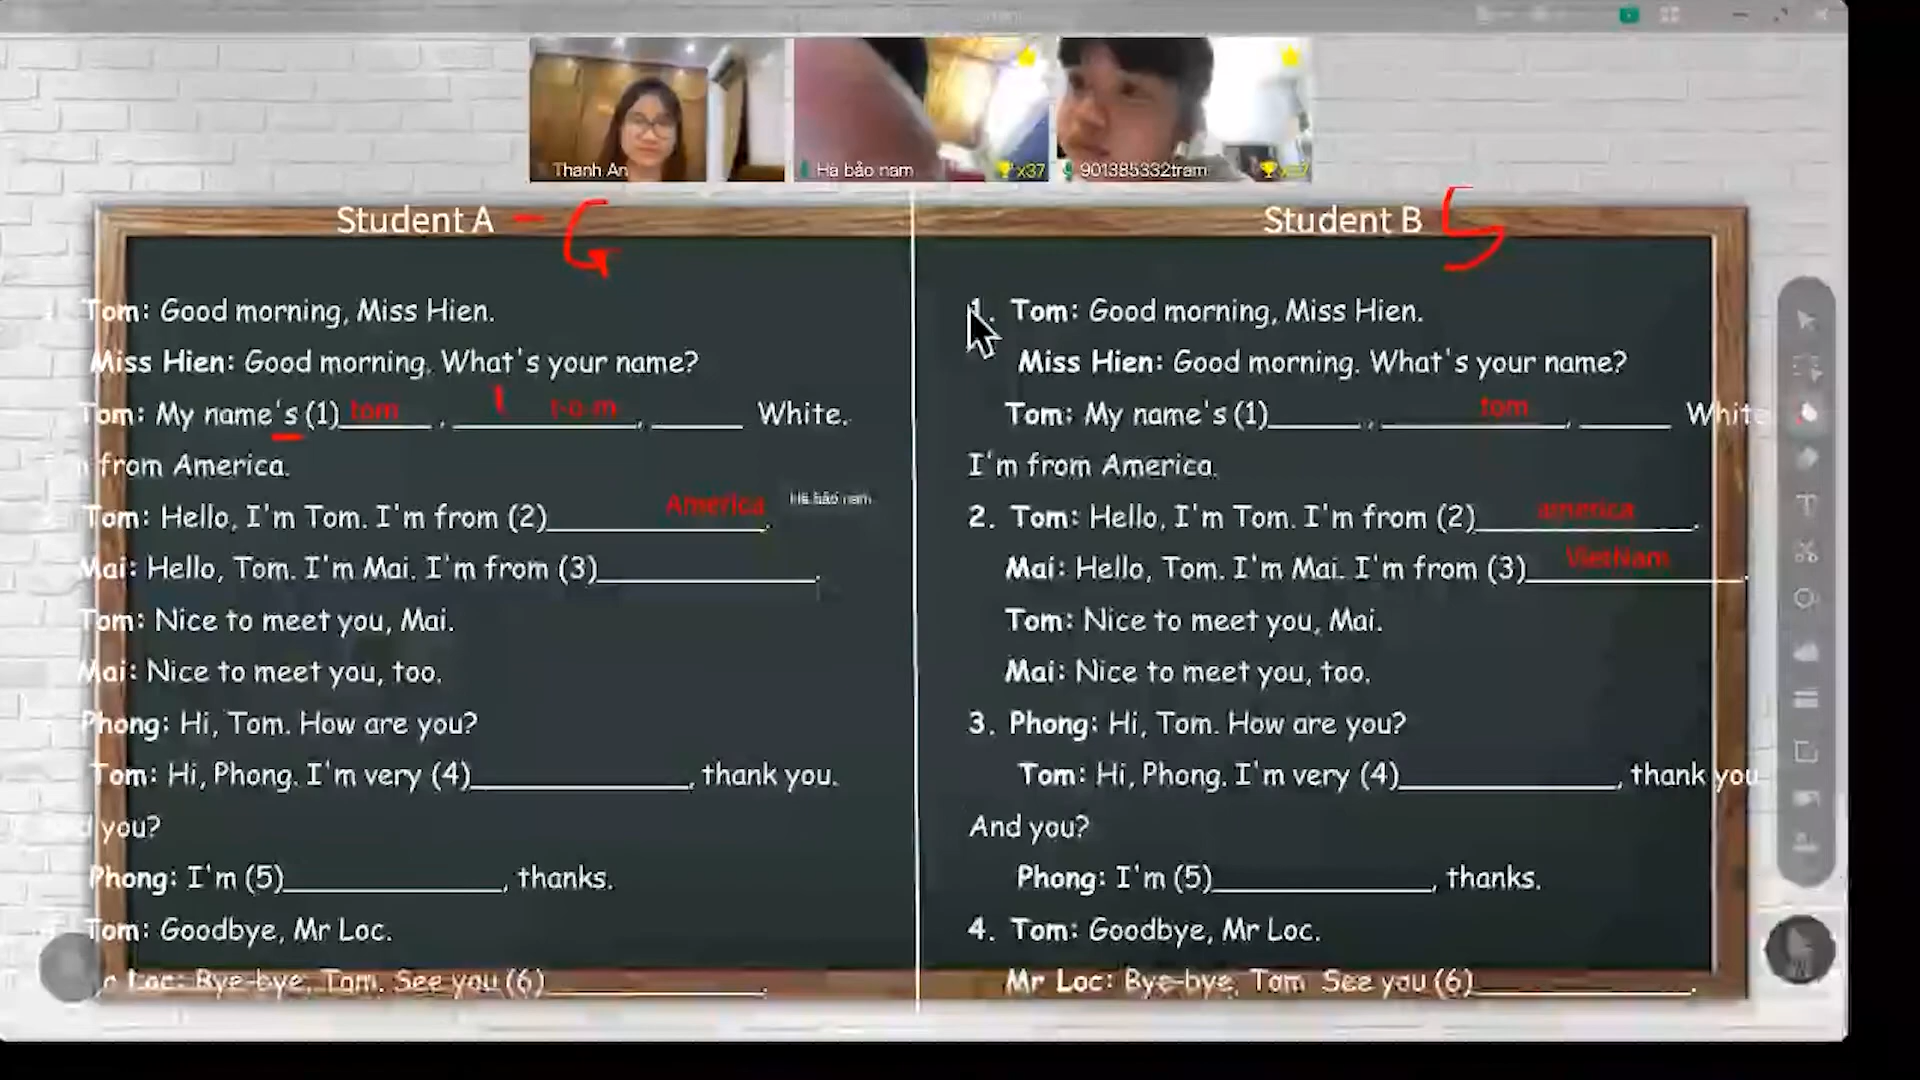 Thanh An
Ha bảo nam
x37
901385332tram
Student A - G
Tom: Good morning, Miss Hien.
Miss Hien: Good morning. What's your name?
Tom: My name's (1) tom , t-o-m, White.
from America.
Tom: Hello, I'm Tom. I'm from (2) America.
Ha bảo nam
Mai: Hello, Tom. I'm Mai. I'm from (3).
Tom: Nice to meet you, Mai.
Mai: Nice to meet you, too.
Phong: Hi, Tom. How are you?
Tom: Hi, Phong. I'm very (4), thank you.
you?
Phong: I'm (5), thanks.
Tom: Goodbye, Mr Loc.
r Loc: Bye-bye, Tom. See you (6).
Student B 5
1. Tom: Good morning, Miss Hien.
Miss Hien: Good morning. What's your name?
Tom: My name's (1) , tom, White
I'm from America.
2. Tom: Hello, I'm Tom. I'm from (2) america.
Mai: Hello, Tom. I'm Mai. I'm from (3) VietNam.
Tom: Nice to meet you, Mai.
Mai: Nice to meet you, too.
3. Phong: Hi, Tom. How are you?
Tom: Hi, Phong. I'm very (4), thank you
And you?
Phong: I'm (5), thanks.
4. Tom: Goodbye, Mr Loc.
Mr Loc: Bye-bye, Tom. See you (6).